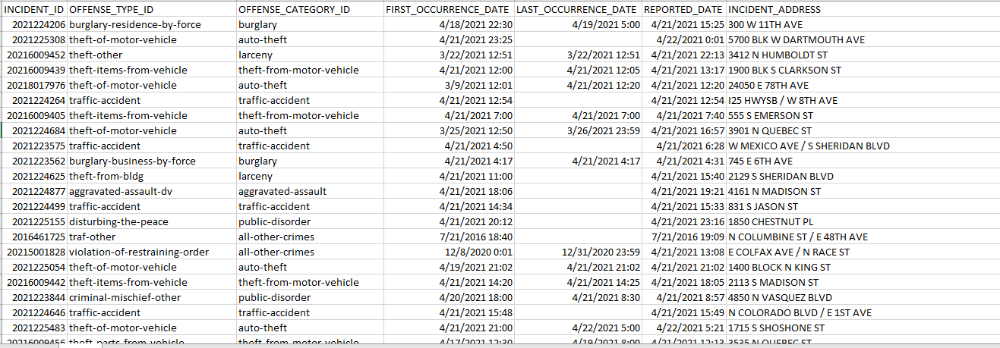 INCIDENT_ID OFFENSE_TYPE_ID OFFENSE_CATEGORY_ID FIRST_OCCURRENCE_DATE LAST_OCCURRENCE_DATE REPORTED_DATE INCIDENT_ADDRESS
2021224206 burglary-residence-by-force burglary 4/18/2021 22:30 4/19/2021 5:00 4/21/2021 15:25 300 W 11TH AVE
2021225308 theft-of-motor-vehicle auto-theft 4/21/2021 23:25 4/22/2021 0:01 5700 BLK W DARTMOUTH AVE
20216009452 theft-other larceny 3/22/2021 12:51 3/22/2021 12:51 4/21/2021 22:13 3412 N HUMBOLDT ST
20216009439 theft-items-from-vehicle theft-from-motor-vehicle 4/21/2021 12:00 4/21/2021 12:05 4/21/2021 13:17 1900 BLK S CLARKSON ST
20218017976 theft-of-motor-vehicle auto-theft 3/9/2021 12:01 4/21/2021 12:20 4/21/2021 12:20 24050 E 78TH AVE
2021224264 traffic-accident traffic-accident 4/21/2021 12:54 4/21/2021 12:54 I25 HWYSB / W 8TH AVE
20216009405 theft-items-from-vehicle theft-from-motor-vehicle 4/21/2021 7:00 4/21/2021 7:00 4/21/2021 7:40 555 S EMERSON ST
2021224684 theft-of-motor-vehicle auto-theft 3/25/2021 12:50 3/26/2021 23:59 4/21/2021 16:57 3901 N QUEBEC ST
2021223575 traffic-accident traffic-accident 4/21/2021 4:50 4/21/2021 6:28 W MEXICO AVE / S SHERIDAN BLVD
2021223562 burglary-business-by-force burglary 4/21/2021 4:17 4/21/2021 4:17 4/21/2021 4:31 745 E 6TH AVE
2021224625 theft-from-bldg larceny 4/21/2021 11:00 4/21/2021 15:40 2129 S SHERIDAN BLVD
2021224877 aggravated-assault-dv aggravated-assault 4/21/2021 18:06 4/21/2021 19:21 4161 N MADISON ST
2021224499 traffic-accident traffic-accident 4/21/2021 14:34 4/21/2021 15:33 831 S JASON ST
2021225155 disturbing-the-peace public-disorder 4/21/2021 20:12 4/21/2021 23:16 1850 CHESTNUT PL
2016461725 traf-other all-other-crimes 7/21/2016 18:40 7/21/2016 19:09 N COLUMBINE ST / E 48TH AVE
20215001828 violation-of-restraining-order all-other-crimes 12/8/2020 0:01 12/31/2020 23:59 4/21/2021 13:08 E COLFAX AVE / N RACE ST
2021225054 theft-of-motor-vehicle auto-theft 4/19/2021 21:02 4/21/2021 21:02 4/21/2021 21:02 1400 BLOCK N KING ST
20216009442 theft-items-from-vehicle theft-from-motor-vehicle 4/21/2021 14:20 4/21/2021 14:25 4/21/2021 18:05 2113 S MADISON ST
2021223844 criminal-mischief-other public-disorder 4/20/2021 18:00 4/21/2021 8:30 4/21/2021 8:57 4850 N VASQUEZ BLVD
2021224646 traffic-accident traffic-accident 4/21/2021 15:48 4/21/2021 15:49 N COLORADO BLVD / E 1ST AVE
2021225483 theft-of-motor-vehicle auto-theft 4/21/2021 21:00 4/22/2021 5:00 4/22/2021 5:21 1715 S SHOSHONE ST
20216009456 theft-parts-from-vehicle theft-from-motor-vehicle 4/17/2021 12:30 4/19/2021 8:00 4/21/2021 12:13 3535 N QUEBEC ST